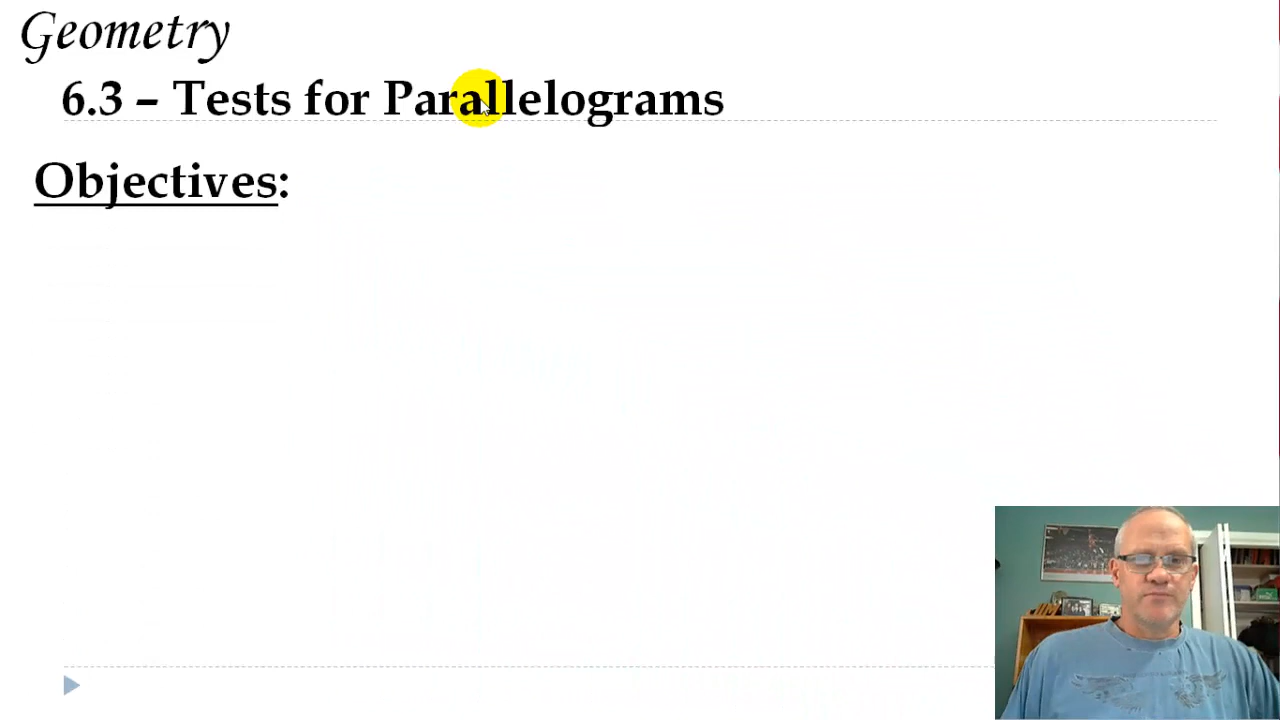 Geometry
6.3 – Tests for Parallelograms
Objectives: